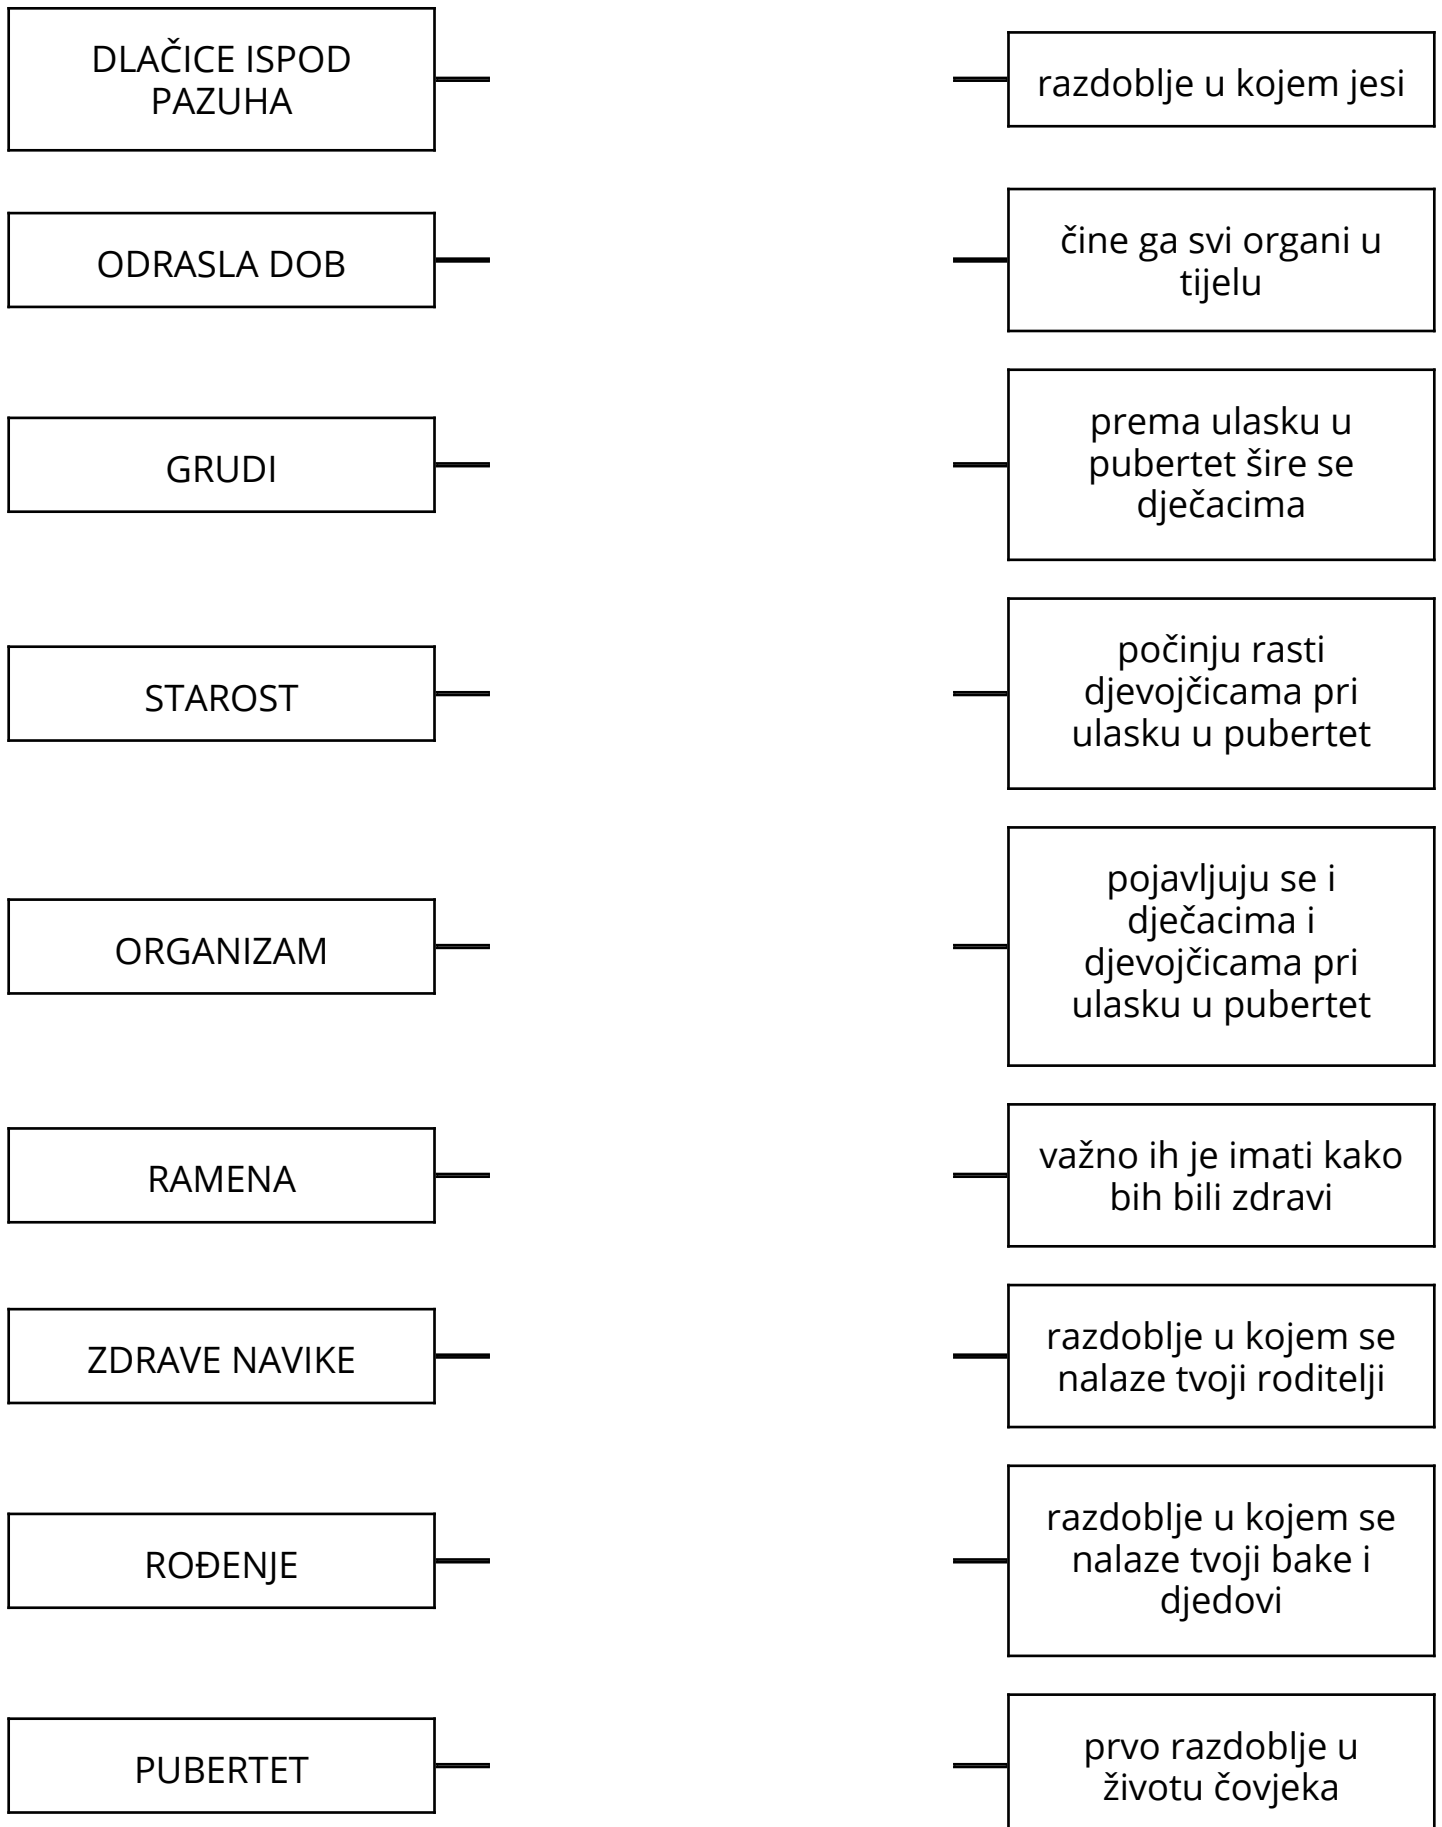 DLAČICE ISPOD
PAZUHA
razdoblje u kojem jesi
ODRASLA DOB
čine ga svi organi u
tijelu
GRUDI
prema ulasku u
pubertet šire se
dječacima
STAROST
počinju rasti
djevojčicama pri
ulasku u pubertet
ORGANIZAM
pojavljuju se i
dječacima i
djevojčicama pri
ulasku u pubertet
RAMENA
važno ih je imati kako
bih bili zdravi
ZDRAVE NAVIKE
razdoblje u kojem se
nalaze tvoji roditelji
ROĐENJE
razdoblje u kojem se
nalaze tvoji bake i
djedovi
PUBERTET
prvo razdoblje u
životu čovjeka